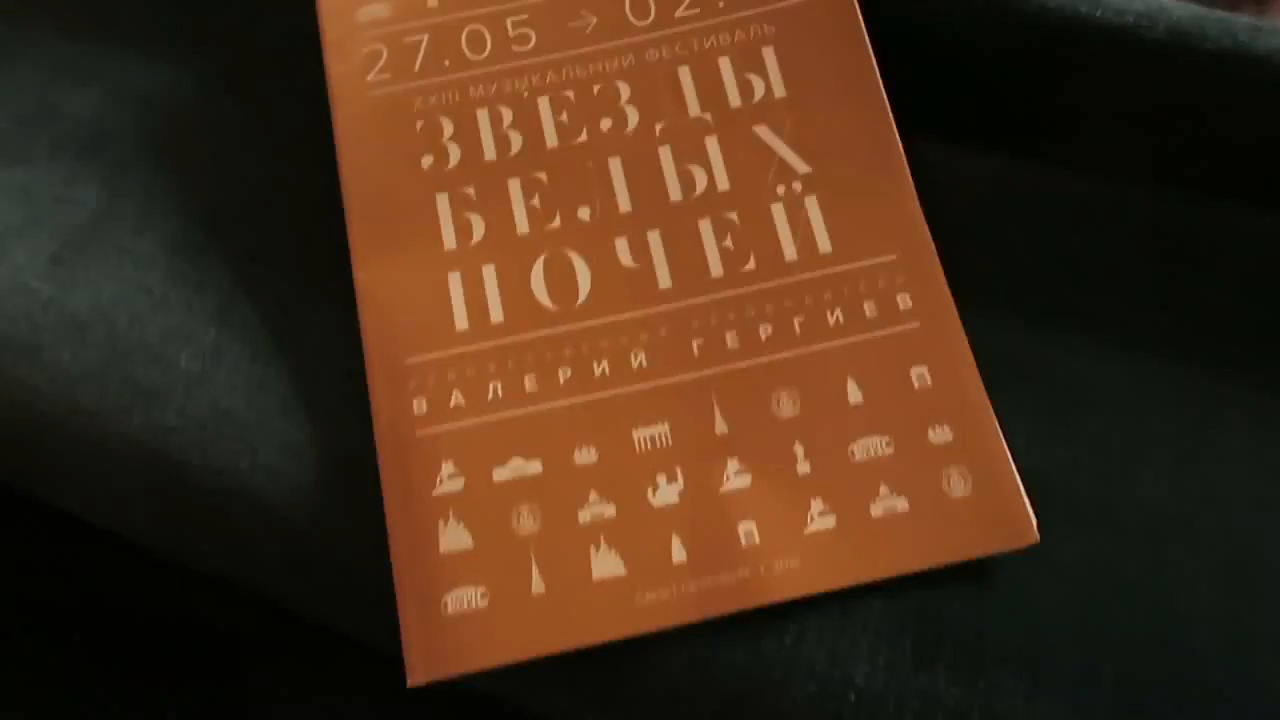 27.05 → 02.
XXIII МУЗЫКАЛЬНЫЙ ФЕСТИВАЛЬ
ЗВЕЗДЫ
БЕЛЫХ
НОЧЕЙ
ВАЛЕРИЙ ГЕРГИЕВ